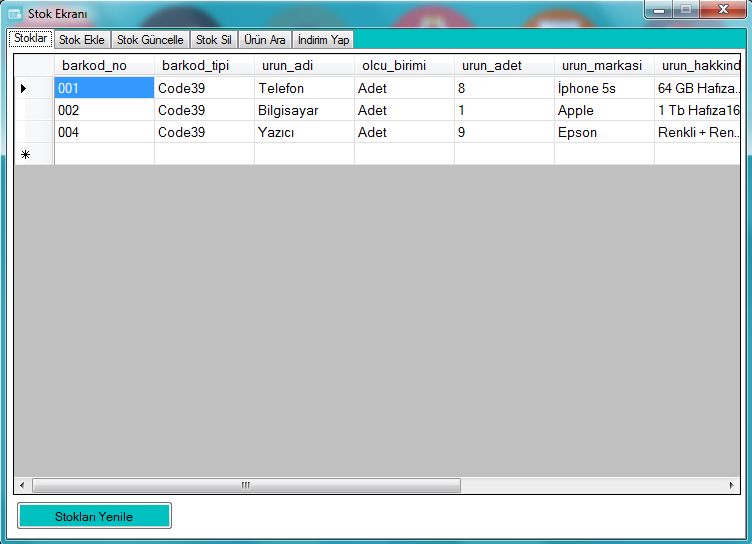 Stok Ekranı
Stoklar Stok Ekle Stok Güncelle Stok Sil Ürün Ara İndirim Yap
barkod_no barkod_tipi urun_adi olcu_birimi urun_adet urun_markasi urun_hakkind
001 Code39 Telefon Adet 8 İphone 5s 64 GB Hafıza...
002 Code39 Bilgisayar Adet 1 Apple 1 Tb Hafıza16
004 Code39 Yazıcı Adet 9 Epson Renkli + Ren...
Stokları Yenile